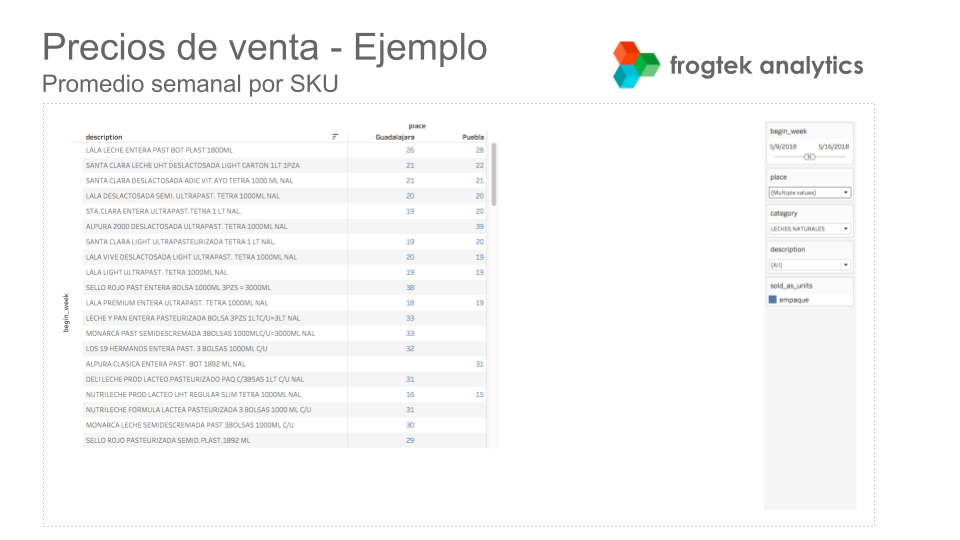 Precios de venta - Ejemplo
Promedio semanal por SKU
frogtek analytics
place
description Guadalajara Puebla
begin_week
LALA LECHE ENTERA PAST BOT PLAST 1800ML 26 28
SANTA CLARA LECHE UHT DESLACTOSADA LIGHT CARTON 1LT 1PZA 21 22
SANTA CLARA DESLACTOSADA ADIC VIT.AYD TETRA 1000 ML NAL 21 21
LALA DESLACTOSADA SEMI. ULTRAPAST. TETRA 1000ML NAL 20 20
STA.CLARA ENTERA ULTRAPAST.TETRA 1 LT NAL. 19 20
ALPURA 2000 DESLACTOSADA ULTRAPAST. TETRA 1000ML NAL 39
SANTA CLARA LIGHT ULTRAPASTEURIZADA TETRA 1 LT NAL. 19 20
LALA VIVE DESLACTOSADA LIGHT ULTRAPAST. TETRA 1000ML NAL 20 19
LALA LIGHT ULTRAPAST. TETRA 1000ML NAL 19 19
SELLO ROJO PAST ENTERA BOLSA 1000ML 3PZS = 3000ML 38
LALA PREMIUM ENTERA ULTRAPAST. TETRA 1000ML NAL 18 19
LECHE Y PAN ENTERA PASTEURIZADA BOLSA 3PZS 1LTC/U=3LT NAL 33
MONARCA PAST SEMIDESCREMADA 3BOLSAS 1000MLC/U=3000ML NAL 33
LOS 19 HERMANOS ENTERA PAST. 3 BOLSAS 1000ML C/U 32
ALPURA CLASICA ENTERA PAST. BOT 1892 ML NAL 31
DELI LECHE PROD LACTEO PASTEURIZADO PAQ C/3BSAS 1LT C/U NAL 31
NUTRILECHE PROD LACTEO UHT REGULAR SLIM TETRA 1000ML NAL 16 15
NUTRILECHE FORMULA LACTEA PASTEURIZADA 3 BOLSAS 1000 ML C/U 31
MONARCA LECHE SEMIDESCREMADA PAST 3BOLSAS 1000ML C/U 30
SELLO ROJO PASTEURIZADA SEMID.PLAST.1892 ML 29
begin_week
5/9/2018 5/16/2018
place
(Multiple values)
category
LECHES NATURALES
description
(All)
sold_as_units
empaque